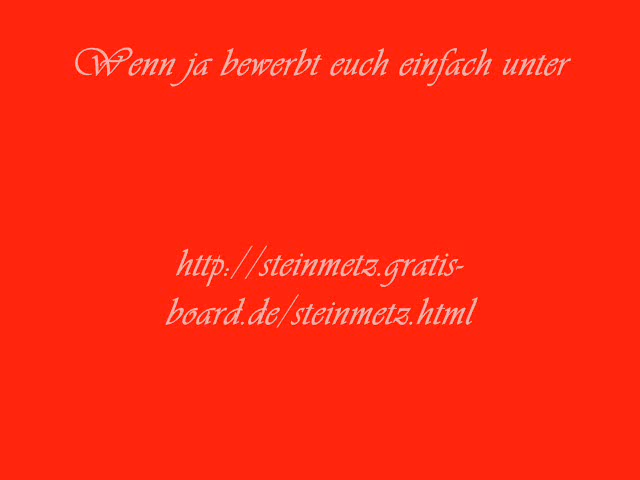 Wenn ja bewerbt euch einfach unter
http://steinmetz.gratis-
board.de/steinmetz.html